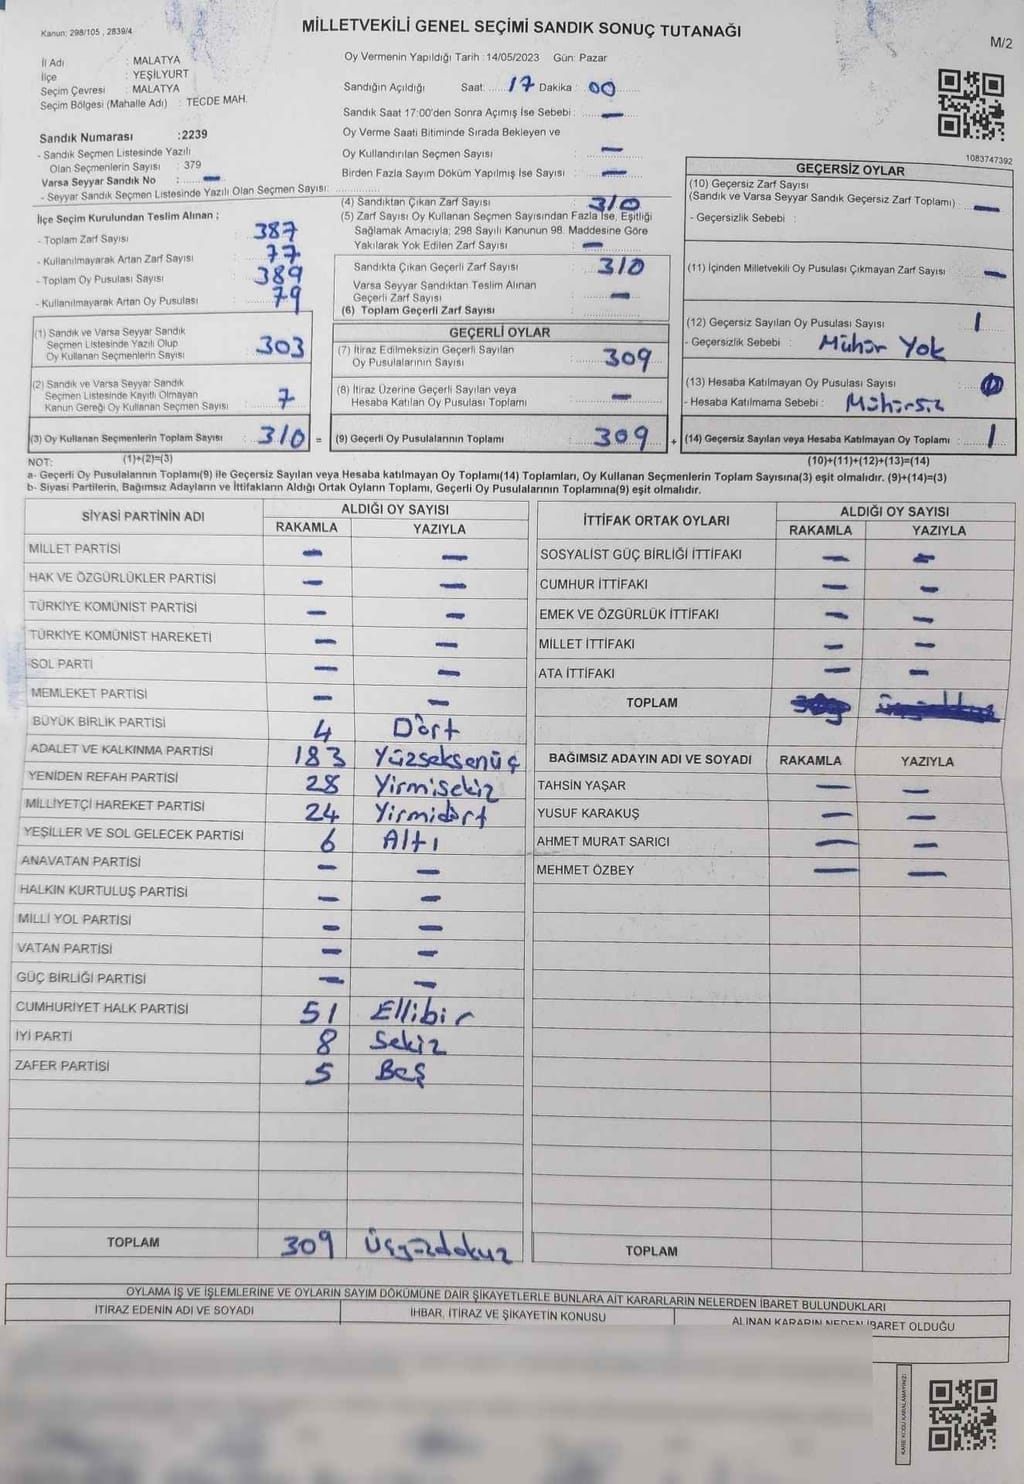 Kanun: 298/105 , 2839/4
MİLLETVEKİLİ GENEL SEÇİMİ SANDIK SONUÇ TUTANAĞI
M/2
İl Adı : MALATYA
İlçe : YEŞİLYURT
Seçim Çevresi : MALATYA
Seçim Bölgesi (Mahalle Adı) : TECDE MAH.
Sandık Numarası :2239
- Sandık Seçmen Listesinde Yazılı
Olan Seçmenlerin Sayısı : 379
Varsa Seyyar Sandık No : —
- Seyyar Sandık Seçmen Listesinde Yazılı Olan Seçmen Sayısı:
Oy Vermenin Yapıldığı Tarih : 14/05/2023 Gün: Pazar
Sandığın Açıldığı Saat: 17 Dakika : 00
Sandık Saat 17:00'den Sonra Açımış İse Sebebi : —
Oy Verme Saati Bitiminde Sırada Bekleyen ve
Oy Kullandırılan Seçmen Sayısı —
Birden Fazla Sayım Döküm Yapılmış İse Sayısı : —
İlçe Seçim Kurulundan Teslim Alınan ;
- Toplam Zarf Sayısı : 387
- Kullanılmayarak Artan Zarf Sayısı : 77
- Toplam Oy Pusulası Sayısı : 389
- Kullanılmayarak Artan Oy Pusulası : 79
(4) Sandıktan Çıkan Zarf Sayısı : 310
(5) Zarf Sayısı Oy Kullanan Seçmen Sayısından Fazla İse, Eşitliği
Sağlamak Amacıyla; 298 Sayılı Kanunun 98. Maddesine Göre
Yakılarak Yok Edilen Zarf Sayısı : —
Sandıkta Çıkan Geçerli Zarf Sayısı : 310
Varsa Seyyar Sandıktan Teslim Alınan
Geçerli Zarf Sayısı : —
(6) Toplam Geçerli Zarf Sayısı :
1083747392
GEÇERSİZ OYLAR
(10) Geçersiz Zarf Sayısı
(Sandık ve Varsa Seyyar Sandık Geçersiz Zarf Toplamı) : —
- Geçersizlik Sebebi :
(11) İçinden Milletvekili Oy Pusulası Çıkmayan Zarf Sayısı : —
(12) Geçersiz Sayılan Oy Pusulası Sayısı : 1
- Geçersizlik Sebebi : Mühür Yok
(13) Hesaba Katılmayan Oy Pusulası Sayısı : 0
- Hesaba Katılmama Sebebi : Mühürsüz
(14) Geçersiz Sayılan veya Hesaba Katılmayan Oy Toplamı : 1
(10)+(11)+(12)+(13)=(14)
(1) Sandık ve Varsa Seyyar Sandık
Seçmen Listesinde Yazılı Olup
Oy Kullanan Seçmenlerin Sayısı : 303
(2) Sandık ve Varsa Seyyar Sandık
Seçmen Listesinde Kayıtlı Olmayan
Kanun Gereği Oy Kullanan Seçmen Sayısı : 7
(3) Oy Kullanan Seçmenlerin Toplam Sayısı : 310 =
GEÇERLİ OYLAR
(7) İtiraz Edilmeksizin Geçerli Sayılan
Oy Pusulalarının Sayısı : 309
(8) İtiraz Üzerine Geçerli Sayılan veya
Hesaba Katılan Oy Pusulası Toplamı : —
(9) Geçerli Oy Pusulalarının Toplamı : 309 +
NOT: (1)+(2)=(3)
a- Geçerli Oy Pusulalarının Toplamı(9) ile Geçersiz Sayılan veya Hesaba katılmayan Oy Toplamı(14) Toplamları, Oy Kullanan Seçmenlerin Toplam Sayısına(3) eşit olmalıdır. (9)+(14)=(3)
b- Siyasi Partilerin, Bağımsız Adayların ve İttifakların Aldığı Ortak Oyların Toplamı, Geçerli Oy Pusulalarının Toplamına(9) eşit olmalıdır.
SİYASİ PARTİNİN ADI ALDIĞI OY SAYISI
RAKAMLA YAZIYLA
MİLLET PARTİSİ — —
HAK VE ÖZGÜRLÜKLER PARTİSİ — —
TÜRKİYE KOMÜNİST PARTİSİ — —
TÜRKİYE KOMÜNİST HAREKETİ — —
SOL PARTİ — —
MEMLEKET PARTİSİ — —
BÜYÜK BİRLİK PARTİSİ 4 Dört
ADALET VE KALKINMA PARTİSİ 183 Yüzseksenüç
YENİDEN REFAH PARTİSİ 28 Yirmisekiz
MİLLİYETÇİ HAREKET PARTİSİ 24 Yirmidört
YEŞİLLER VE SOL GELECEK PARTİSİ 6 Altı
ANAVATAN PARTİSİ — —
HALKIN KURTULUŞ PARTİSİ — —
MİLLİ YOL PARTİSİ — —
VATAN PARTİSİ — —
GÜÇ BİRLİĞİ PARTİSİ — —
CUMHURİYET HALK PARTİSİ 51 Ellibir
İYİ PARTİ 8 Sekiz
ZAFER PARTİSİ 5 Beş
TOPLAM 309 Üçyüzdokuz
İTTİFAK ORTAK OYLARI ALDIĞI OY SAYISI
RAKAMLA YAZIYLA
SOSYALİST GÜÇ BİRLİĞİ İTTİFAKI — —
CUMHUR İTTİFAKI — —
EMEK VE ÖZGÜRLÜK İTTİFAKI — —
MİLLET İTTİFAKI — —
ATA İTTİFAKI — —
TOPLAM
BAĞIMSIZ ADAYIN ADI VE SOYADI RAKAMLA YAZIYLA
TAHSİN YAŞAR — —
YUSUF KARAKUŞ — —
AHMET MURAT SARICI — —
MEHMET ÖZBEY — —
TOPLAM
OYLAMA İŞ VE İŞLEMLERİNE VE OYLARIN SAYIM DÖKÜMÜNE DAİR ŞİKAYETLERLE BUNLARA AİT KARARLARIN NELERDEN İBARET BULUNDUKLARI
İTİRAZ EDENİN ADI VE SOYADI
İHBAR, İTİRAZ VE ŞİKAYETİN KONUSU
ALINAN KARARIN NEDEN İBARET OLDUĞU
KARE KODU KARALAMAYINIZ!